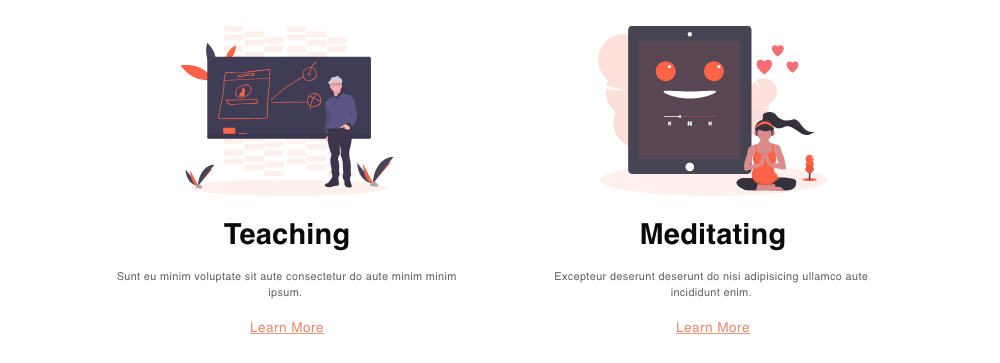 Teaching
Sunt eu minim voluptate sit aute consectetur do aute minim minim
ipsum.
Learn More
Meditating
Excepteur deserunt deserunt do nisi adipisicing ullamco aute
incididunt enim.
Learn More